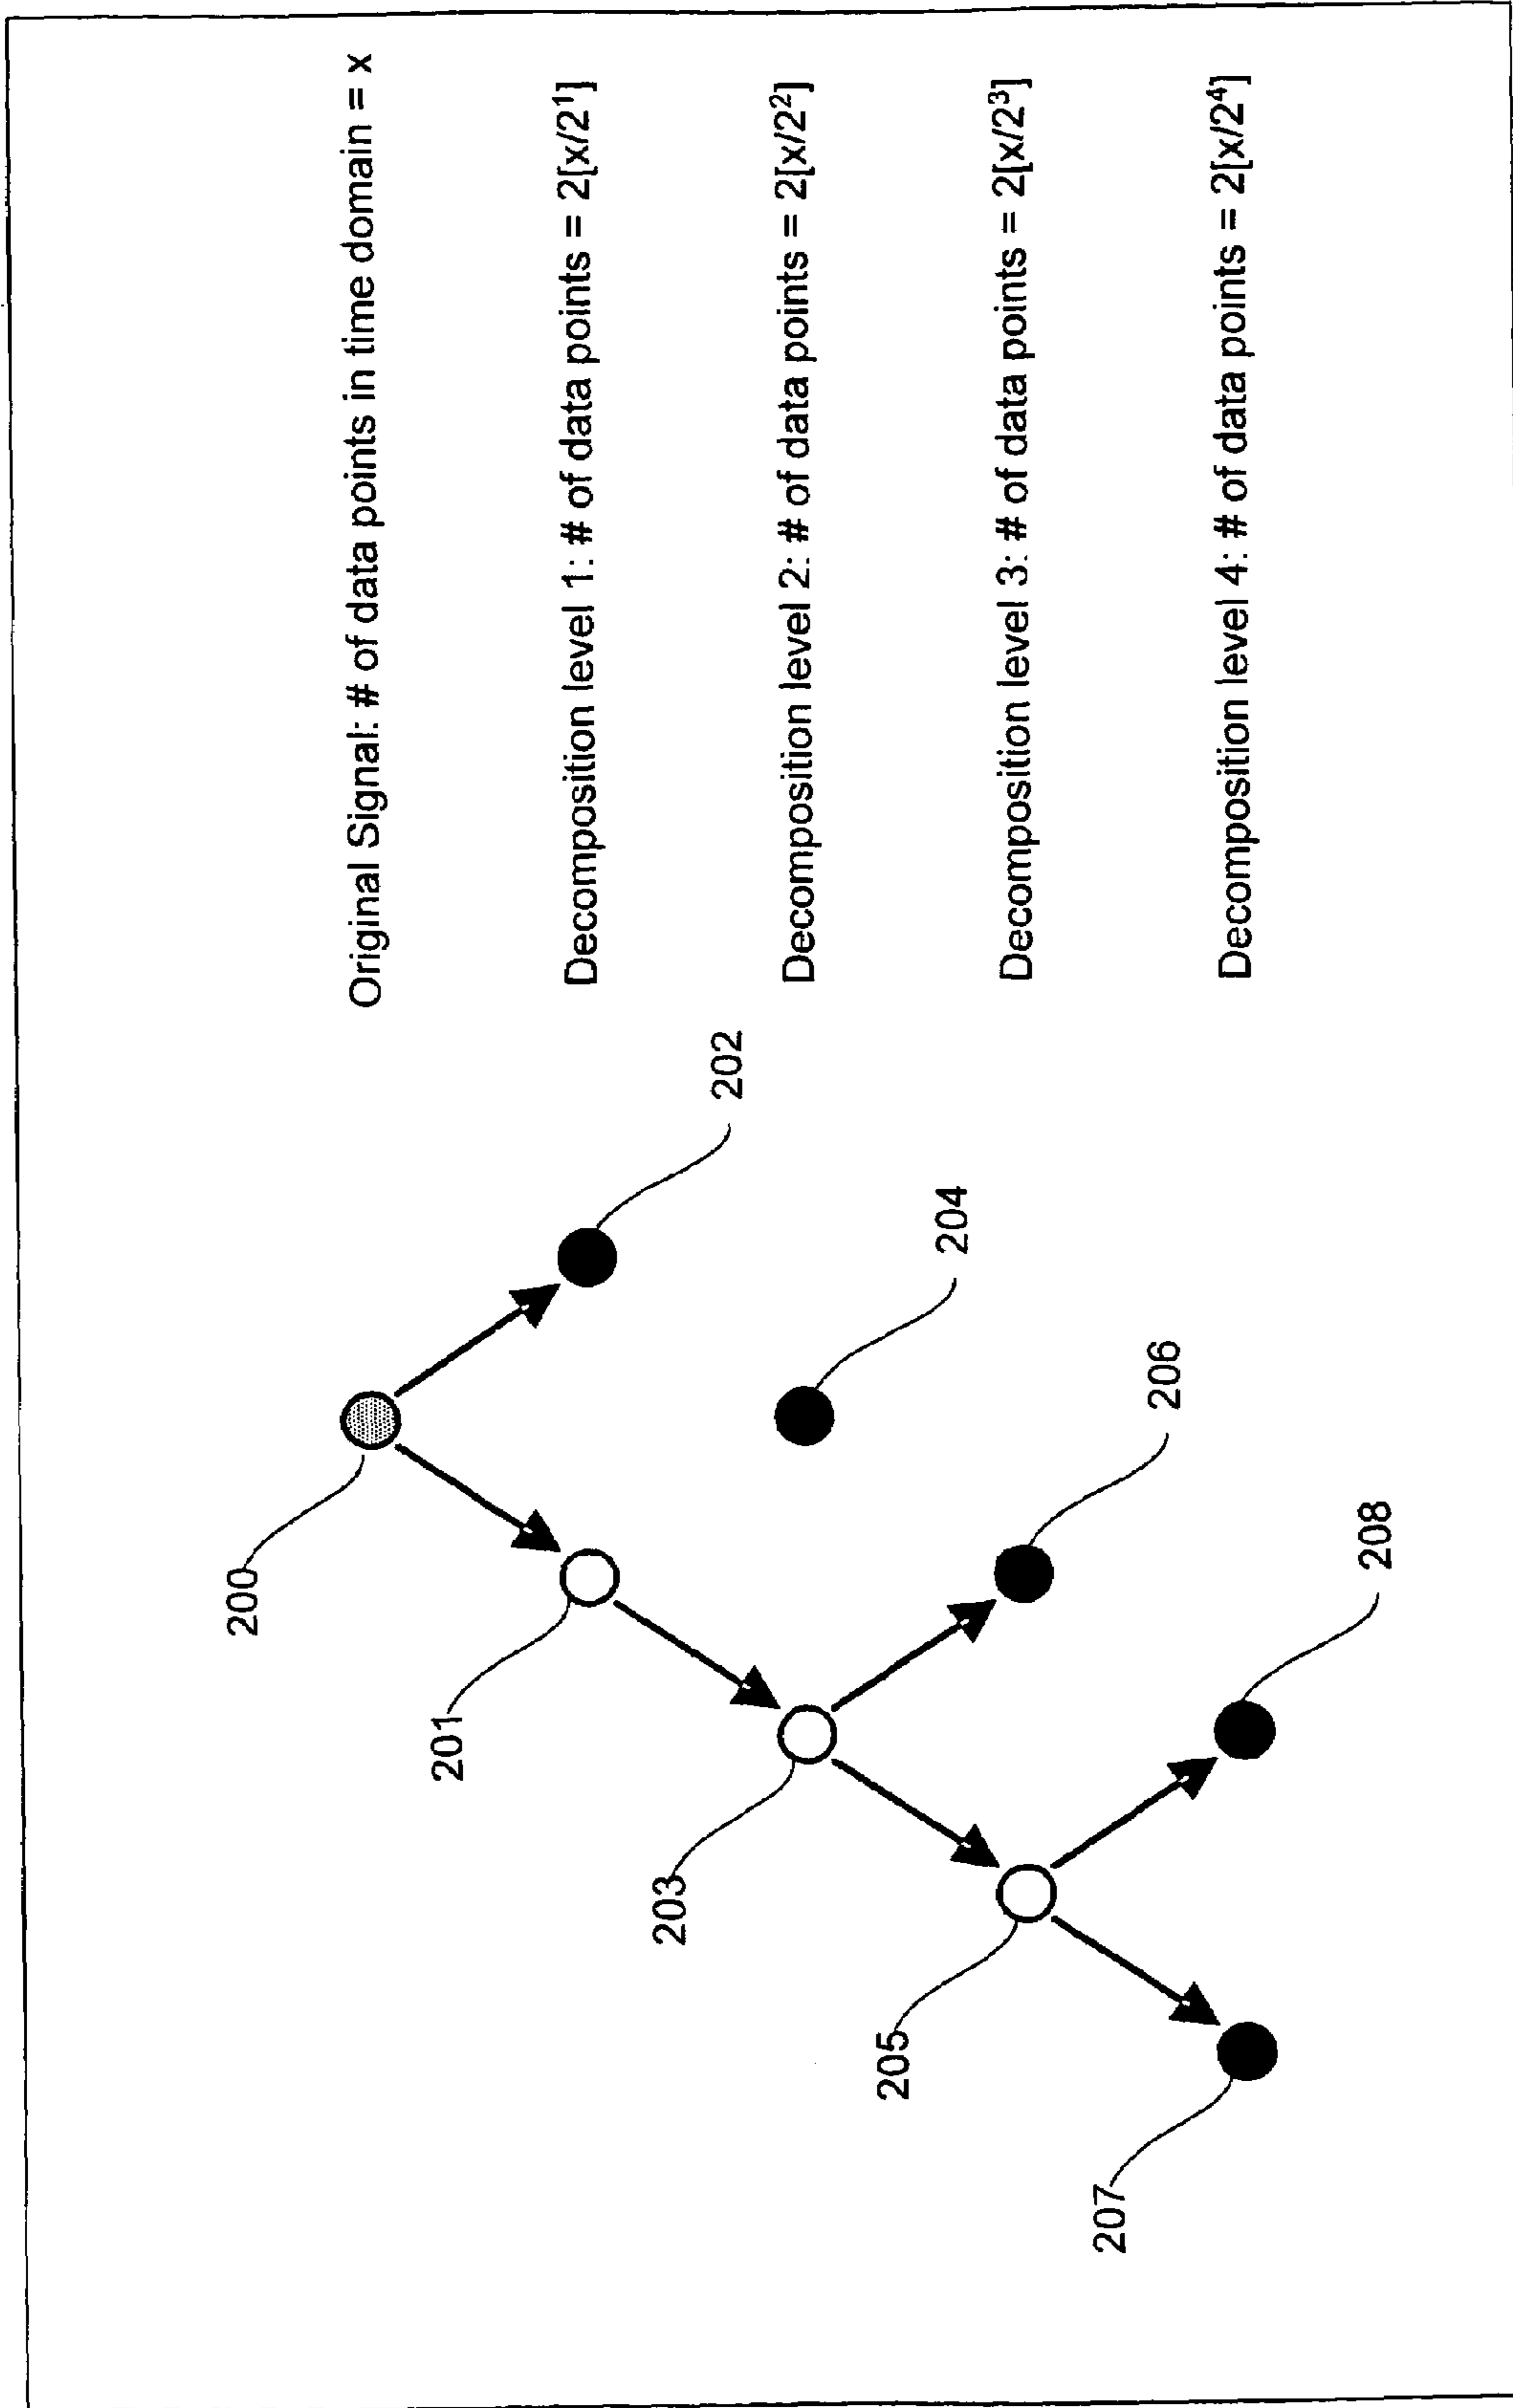 Original Signal: # of data points in time domain = x
200
Decomposition level 1: # of data points = 2[x/2¹]
201
202
Decomposition level 2: # of data points = 2[x/2²]
203
204
Decomposition level 3: # of data points = 2[x/2³]
205
206
Decomposition level 4: # of data points = 2[x/2⁴]
207
208